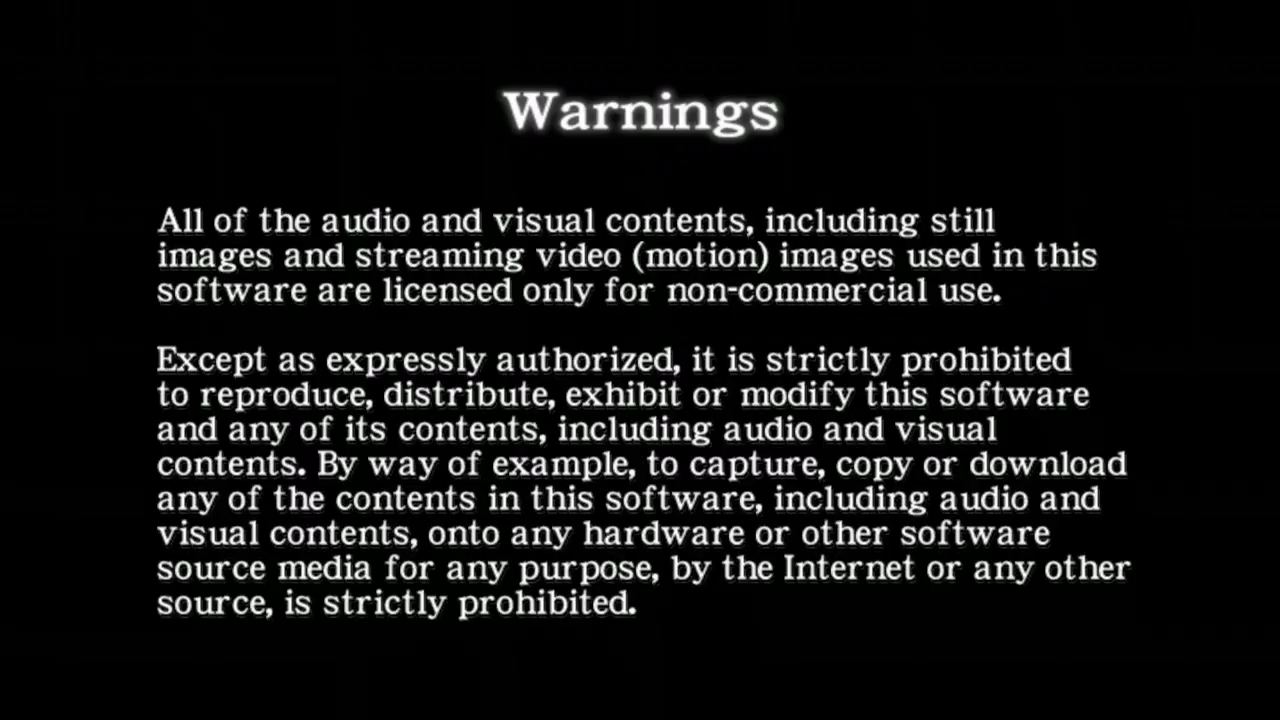 Warnings
All of the audio and visual contents, including still
images and streaming video (motion) images used in this
software are licensed only for non-commercial use.
Except as expressly authorized, it is strictly prohibited
to reproduce, distribute, exhibit or modify this software
and any of its contents, including audio and visual
contents. By way of example, to capture, copy or download
any of the contents in this software, including audio and
visual contents, onto any hardware or other software
source media for any purpose, by the Internet or any other
source, is strictly prohibited.